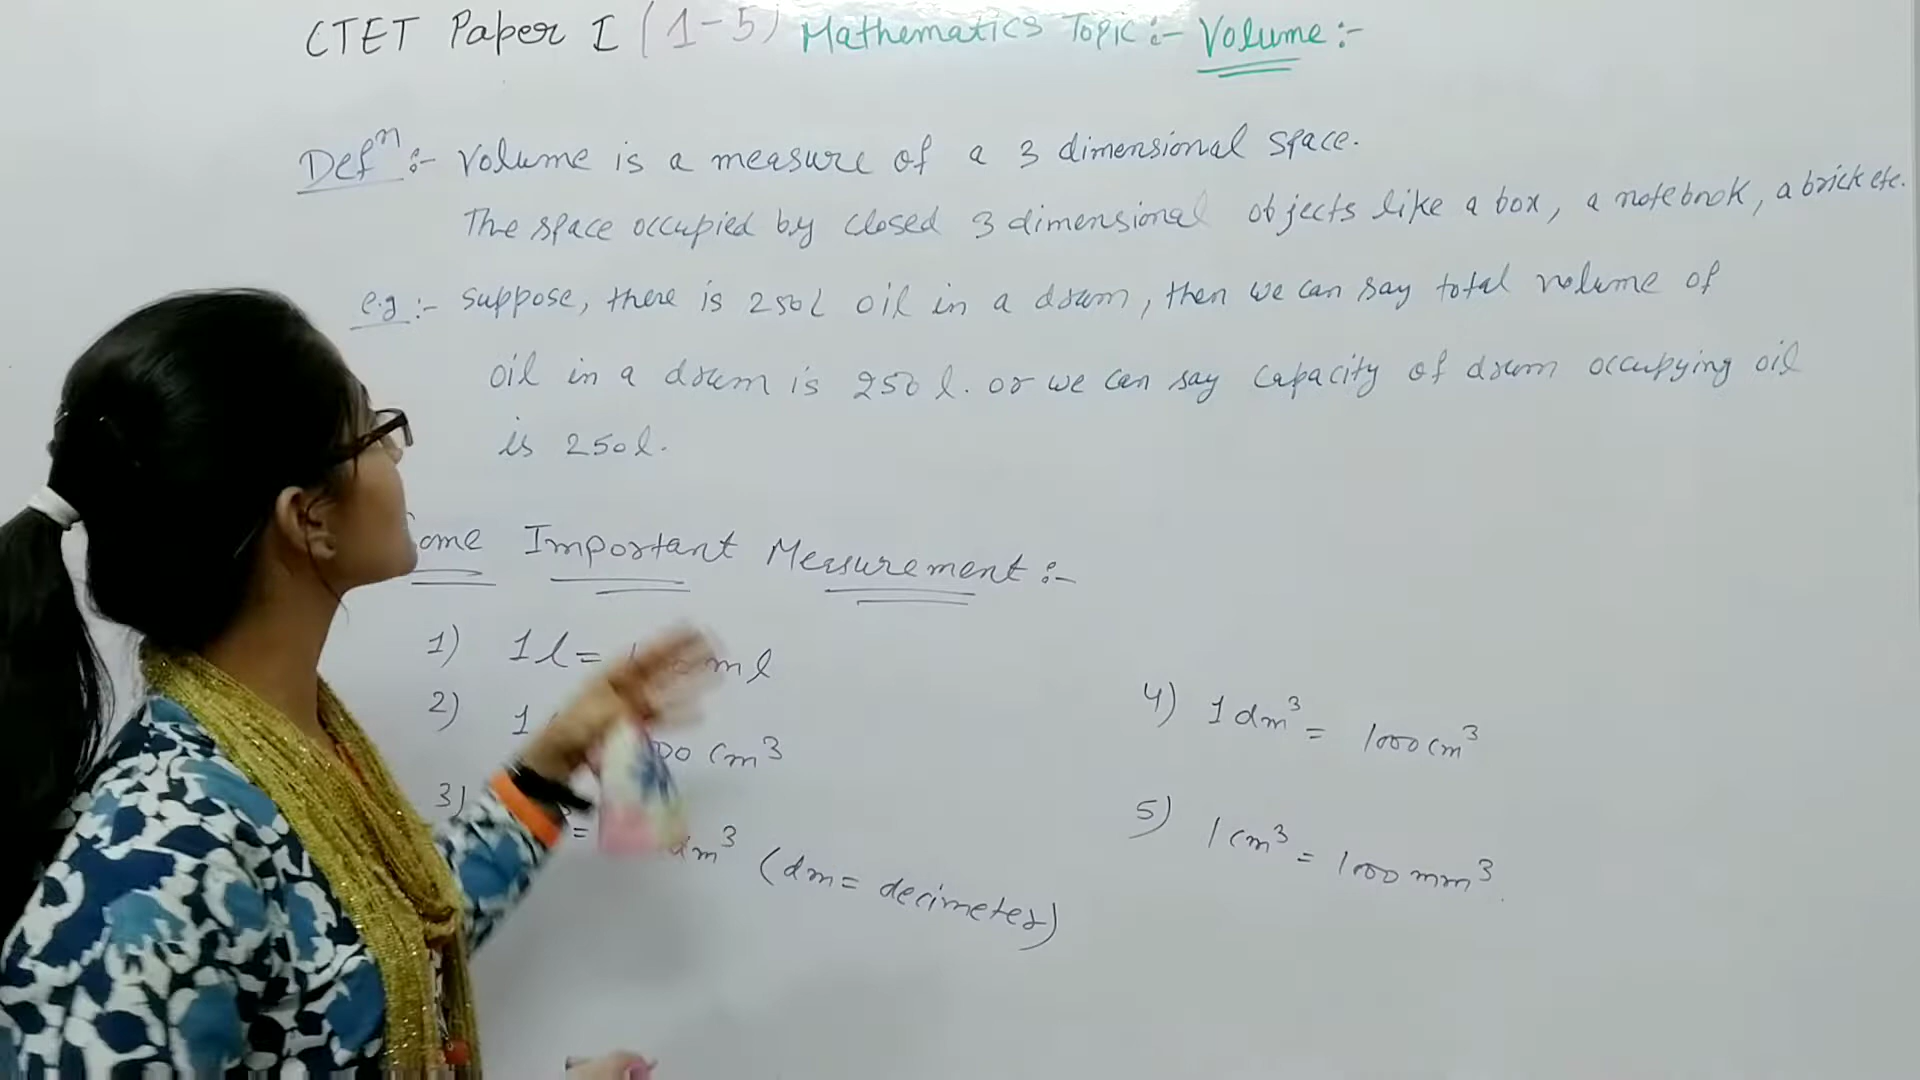 CTET Paper I (1-5) Mathematics Topic:- Volume:-
Defⁿ:- Volume is a measure of a 3 dimensional space.
The space occupied by closed 3 dimensional objects like a box, a notebook, a brick etc.
e.g:- suppose, there is 250l oil in a drum, then we can say total volume of
oil in a drum is 250 l. or we can say capacity of drum occupying oil
is 250l.
ome Important Measurement:-
1) 1l = ml
2) 1 cm³
3) = dm³ (dm = decimeter)
4) 1 dm³ = 1000 cm³
5) 1 cm³ = 1000 mm³.